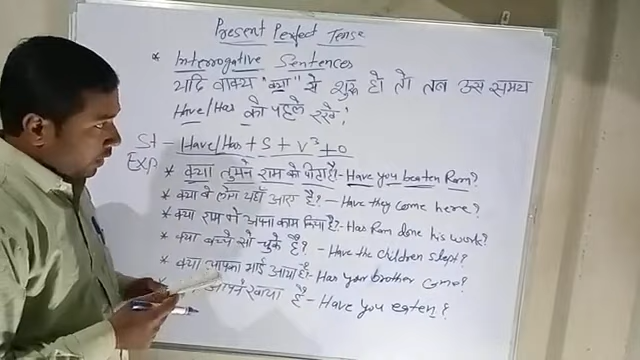 Present Perfect Tense
* Interrogative Sentences
यदि वाक्य "क्या" से शुरू हो तो तब उस समय
Have/Has को पहले रखें!
St - Have/Has + S + V³ + O
Exp
* क्या तुमने राम को पीटा है! - Have you beaten Ram?
* क्या वे लोग यहाँ आए है? - Have they come here?
* क्या राम ने अपना काम किया है? - Has Ram done his work?
* क्या बच्चे सो चुके है? - Have the children slept?
* क्या आपका भाई आया है! - Has your brother come?
* आपने खाया है - Have you eaten?